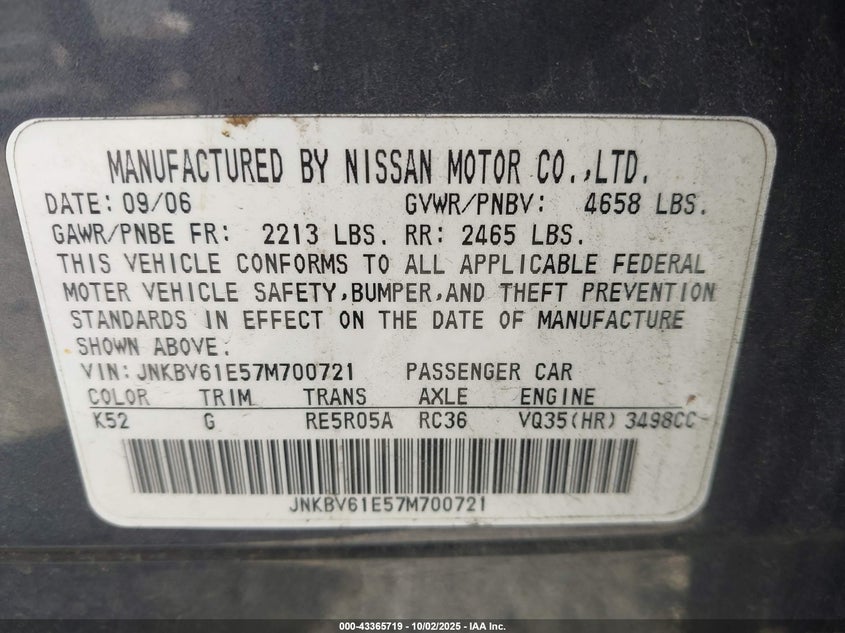 MANUFACTURED BY NISSAN MOTOR CO.,LTD.
DATE: 09/06 GVWR/PNBV: 4658 LBS.
GAWR/PNBE FR: 2213 LBS. RR: 2465 LBS.
THIS VEHICLE CONFORMS TO ALL APPLICABLE FEDERAL
MOTER VEHICLE SAFETY,BUMPER,AND THEFT PREVENTION
STANDARDS IN EFFECT ON THE DATE OF MANUFACTURE
SHOWN ABOVE.
VIN: JNKBV61E57M700721 PASSENGER CAR
COLOR TRIM TRANS AXLE ENGINE
K52 G RE5R05A RC36 VQ35(HR) 3498CC
JNKBV61E57M700721
000-43365719 - 10/02/2025 - IAA Inc.